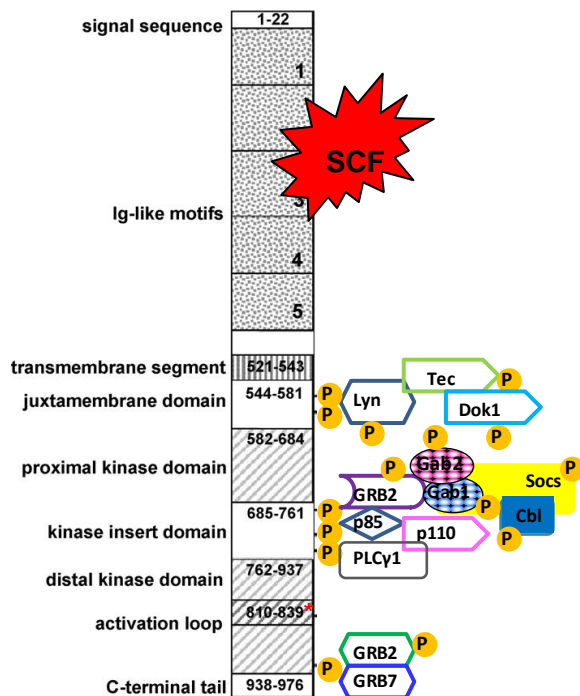 signal sequence
1-22
1
SCF
3
Ig-like motifs
4
5
transmembrane segment
521-543
juxtamembrane domain
544-581
P
P
Lyn
Tec
P
Dok1
P
P
proximal kinase domain
582-684
P
P
Gab2
P
Socs
GRB2
Gab1
P
Cbl
kinase insert domain
685-761
P
P
P
p85
p110
P
PLCγ1
distal kinase domain
762-937
activation loop
810-839*
GRB2
P
P
GRB7
C-terminal tail
938-976